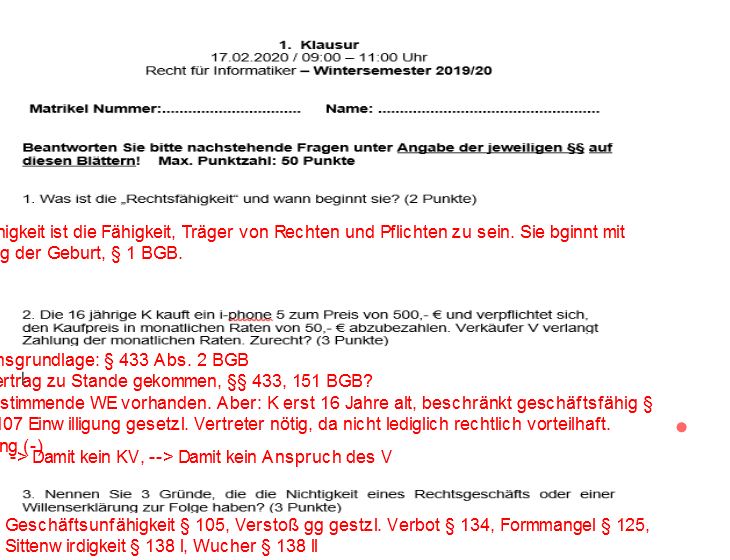 1. Klausur
17.02.2020 / 09:00 – 11:00 Uhr
Recht für Informatiker – Wintersemester 2019/20
Matrikel Nummer:................................ Name: ...................................................
Beantworten Sie bitte nachstehende Fragen unter Angabe der jeweiligen §§ auf
diesen Blättern! Max. Punktzahl: 50 Punkte
1. Was ist die „Rechtsfähigkeit“ und wann beginnt sie? (2 Punkte)
higkeit ist die Fähigkeit, Träger von Rechten und Pflichten zu sein. Sie bginnt mit
g der Geburt, § 1 BGB.
2. Die 16 jährige K kauft ein i-phone 5 zum Preis von 500,- € und verpflichtet sich,
den Kaufpreis in monatlichen Raten von 50,- € abzubezahlen. Verkäufer V verlangt
Zahlung der monatlichen Raten. Zurecht? (3 Punkte)
nsgrundlage: § 433 Abs. 2 BGB
ertrag zu Stande gekommen, §§ 433, 151 BGB?
stimmende WE vorhanden. Aber: K erst 16 Jahre alt, beschränkt geschäftsfähig §
107 Einw illigung gesetzl. Vertreter nötig, da nicht lediglich rechtlich vorteilhaft.
ng (-)
-> Damit kein KV, --> Damit kein Anspruch des V
3. Nennen Sie 3 Gründe, die die Nichtigkeit eines Rechtsgeschäfts oder einer
Willenserklärung zur Folge haben? (3 Punkte)
Geschäftsunfähigkeit § 105, Verstoß gg gestzl. Verbot § 134, Formmangel § 125,
Sittenw irdigkeit § 138 I, Wucher § 138 II